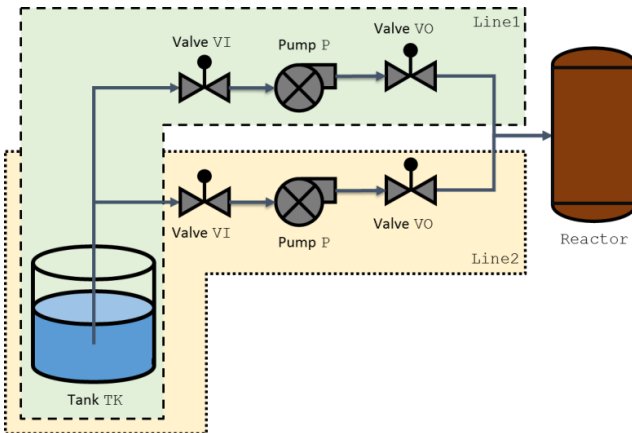 Line1
Valve VI
Pump P
Valve VO
Valve VI
Pump P
Valve VO
Reactor
Line2
Tank TK